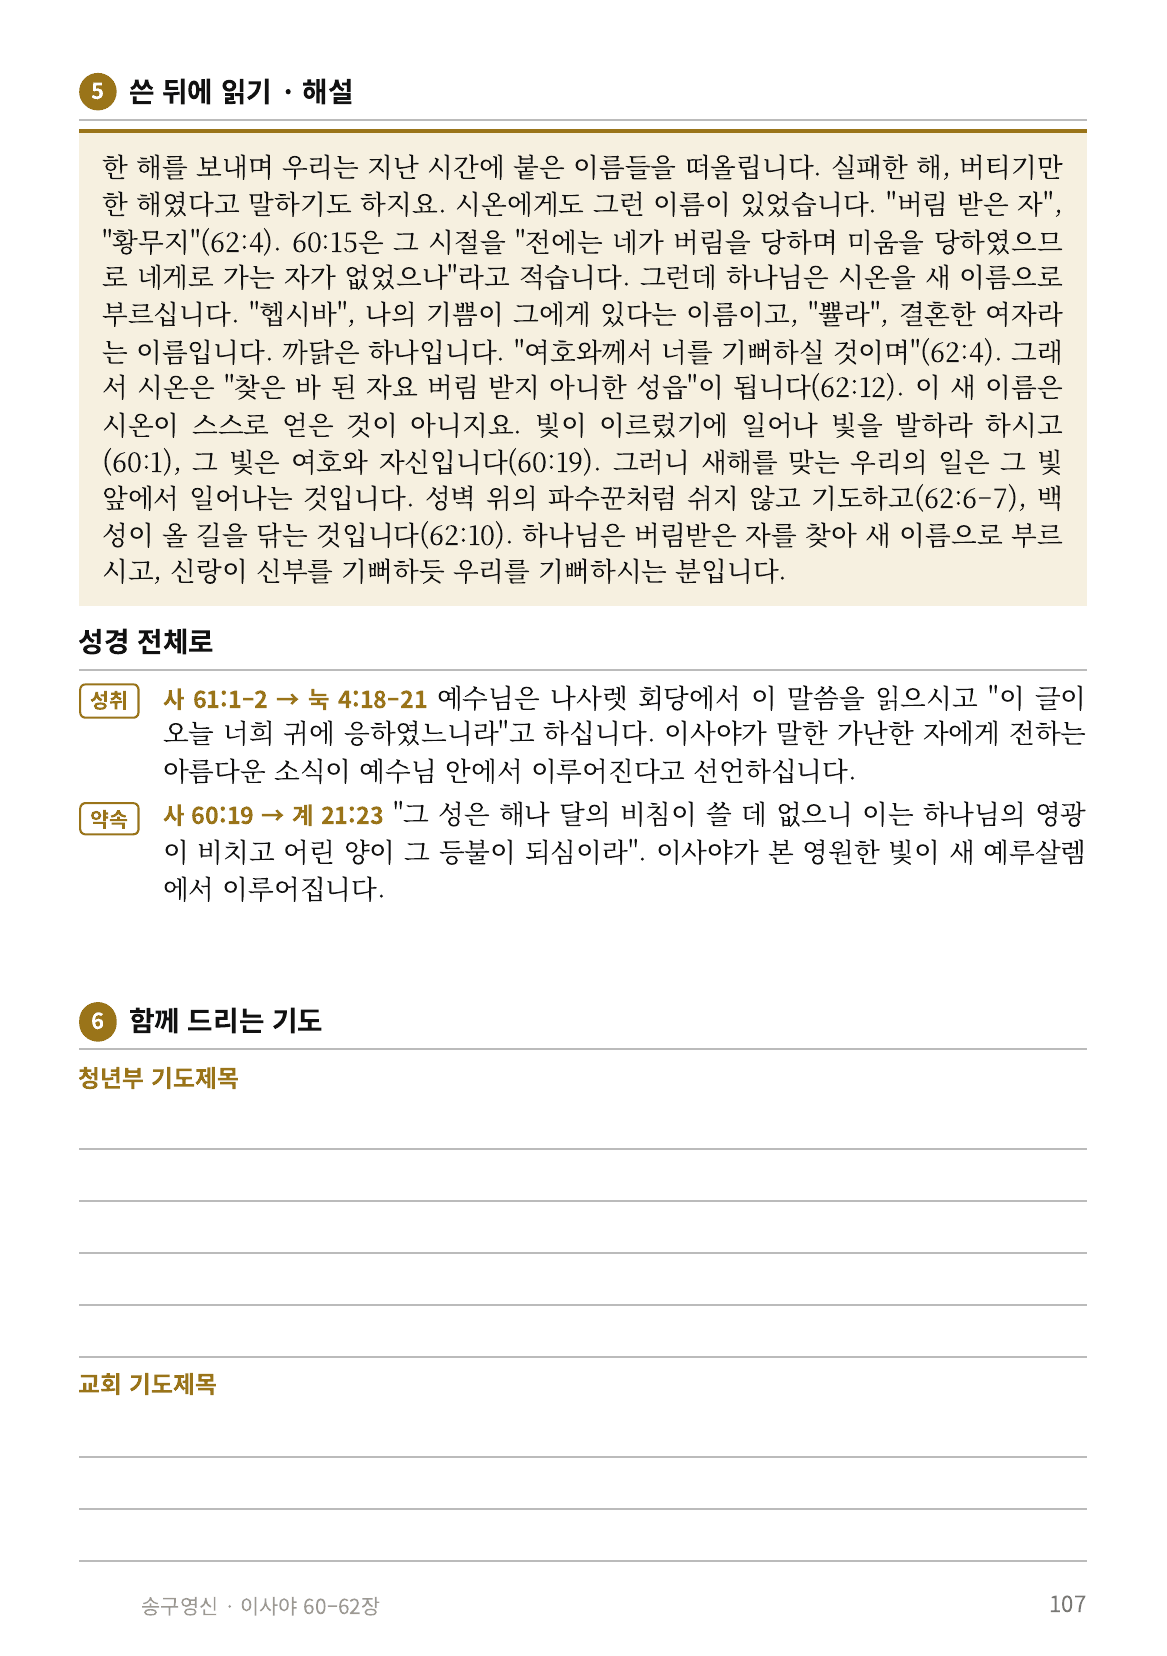 5 쓴 뒤에 읽기 · 해설
한 해를 보내며 우리는 지난 시간에 붙은 이름들을 떠올립니다. 실패한 해, 버티기만
한 해였다고 말하기도 하지요. 시온에게도 그런 이름이 있었습니다. "버림 받은 자",
"황무지"(62:4). 60:15은 그 시절을 "전에는 네가 버림을 당하며 미움을 당하였으므
로 네게로 가는 자가 없었으나"라고 적습니다. 그런데 하나님은 시온을 새 이름으로
부르십니다. "헵시바", 나의 기쁨이 그에게 있다는 이름이고, "쁄라", 결혼한 여자라
는 이름입니다. 까닭은 하나입니다. "여호와께서 너를 기뻐하실 것이며"(62:4). 그래
서 시온은 "찾은 바 된 자요 버림 받지 아니한 성읍"이 됩니다(62:12). 이 새 이름은
시온이 스스로 얻은 것이 아니지요. 빛이 이르렀기에 일어나 빛을 발하라 하시고
(60:1), 그 빛은 여호와 자신입니다(60:19). 그러니 새해를 맞는 우리의 일은 그 빛
앞에서 일어나는 것입니다. 성벽 위의 파수꾼처럼 쉬지 않고 기도하고(62:6–7), 백
성이 올 길을 닦는 것입니다(62:10). 하나님은 버림받은 자를 찾아 새 이름으로 부르
시고, 신랑이 신부를 기뻐하듯 우리를 기뻐하시는 분입니다.
성경 전체로
성취 사 61:1–2 → 눅 4:18–21 예수님은 나사렛 회당에서 이 말씀을 읽으시고 "이 글이
오늘 너희 귀에 응하였느니라"고 하십니다. 이사야가 말한 가난한 자에게 전하는
아름다운 소식이 예수님 안에서 이루어진다고 선언하십니다.
약속 사 60:19 → 계 21:23 "그 성은 해나 달의 비침이 쓸 데 없으니 이는 하나님의 영광
이 비치고 어린 양이 그 등불이 되심이라". 이사야가 본 영원한 빛이 새 예루살렘
에서 이루어집니다.
6 함께 드리는 기도
청년부 기도제목
교회 기도제목
송구영신 · 이사야 60–62장
107